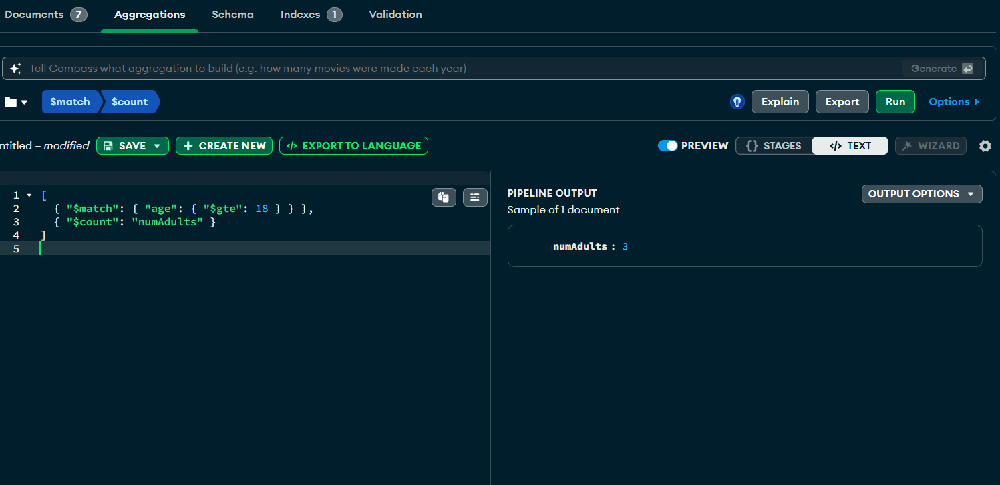 Documents 7 Aggregations Schema Indexes 1 Validation
Tell Compass what aggregation to build (e.g. how many movies were made each year) Generate
$match $count Explain Export Run Options
ntitled – modified SAVE CREATE NEW </> EXPORT TO LANGUAGE PREVIEW {} STAGES </> TEXT WIZARD
1 [
2 { "$match": { "age": { "$gte": 18 } } },
3 { "$count": "numAdults" }
4 ]
5
PIPELINE OUTPUT OUTPUT OPTIONS
Sample of 1 document
numAdults : 3